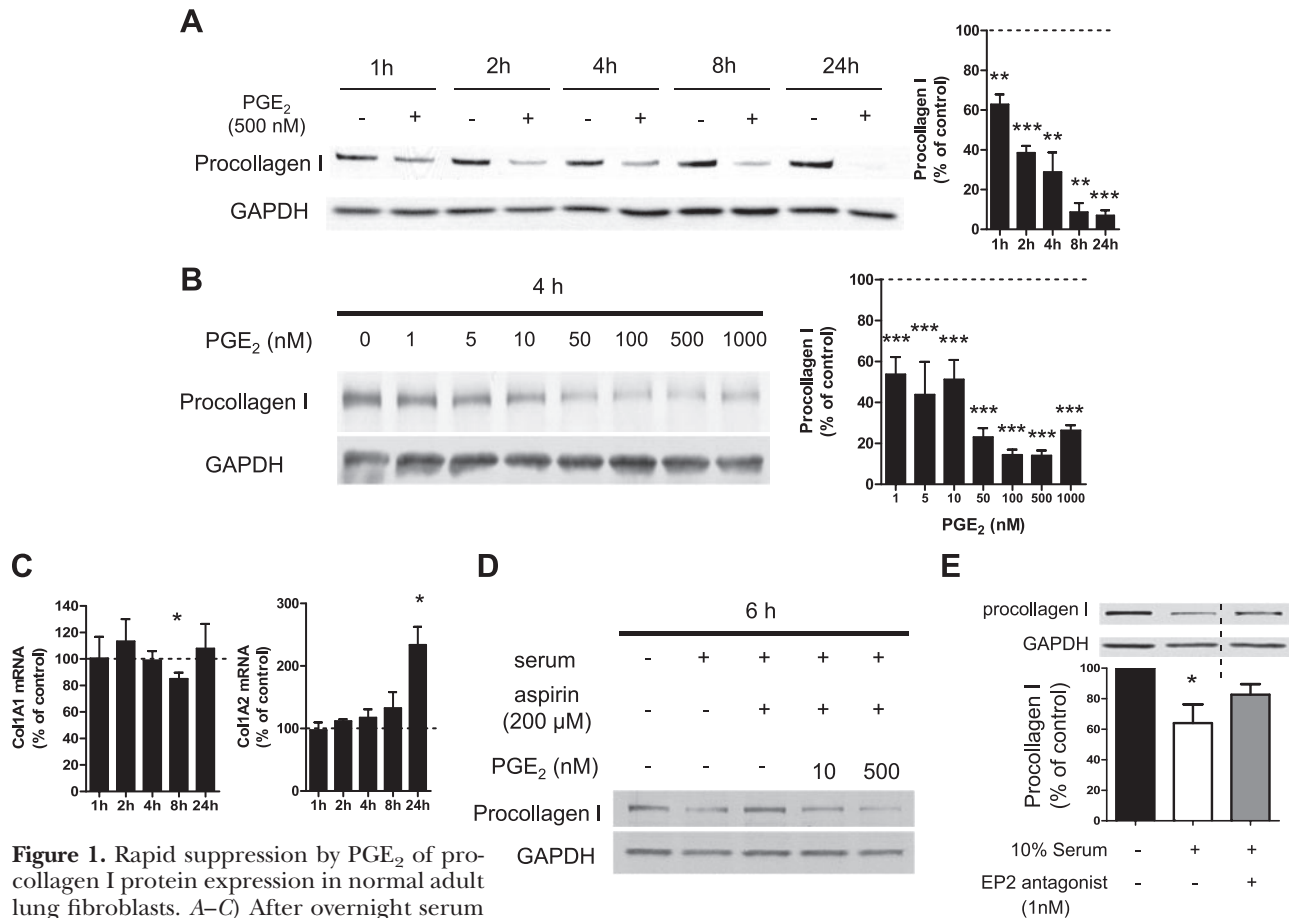 A
1h 2h 4h 8h 24h
PGE₂
(500 nM)
- + - + - + - + - +
Procollagen I
GAPDH
Procollagen I
(% of control)
100
80
60
40
20
0
** *** ** ** ***
1h 2h 4h 8h 24h
B
4 h
PGE₂ (nM) 0 1 5 10 50 100 500 1000
Procollagen I
GAPDH
Procollagen I
(% of control)
100
80
60
40
20
0
*** *** *** *** *** *** ***
1 5 10 50 100 500 1000
PGE₂ (nM)
C
Col1A1 mRNA
(% of control)
140
120
100
80
60
40
20
0
*
1h 2h 4h 8h 24h
Col1A2 mRNA
(% of control)
300
200
100
0
*
1h 2h 4h 8h 24h
D
6 h
serum - + + + +
aspirin
(200 µM) - - + + +
PGE₂ (nM) - - - 10 500
Procollagen I
GAPDH
E
procollagen I
GAPDH
Procollagen I
(% of control)
100
80
60
40
20
0
*
10% Serum - + +
EP2 antagonist - - +
(1nM)
Figure 1. Rapid suppression by PGE₂ of pro-
collagen I protein expression in normal adult
lung fibroblasts. A–C) After overnight serum